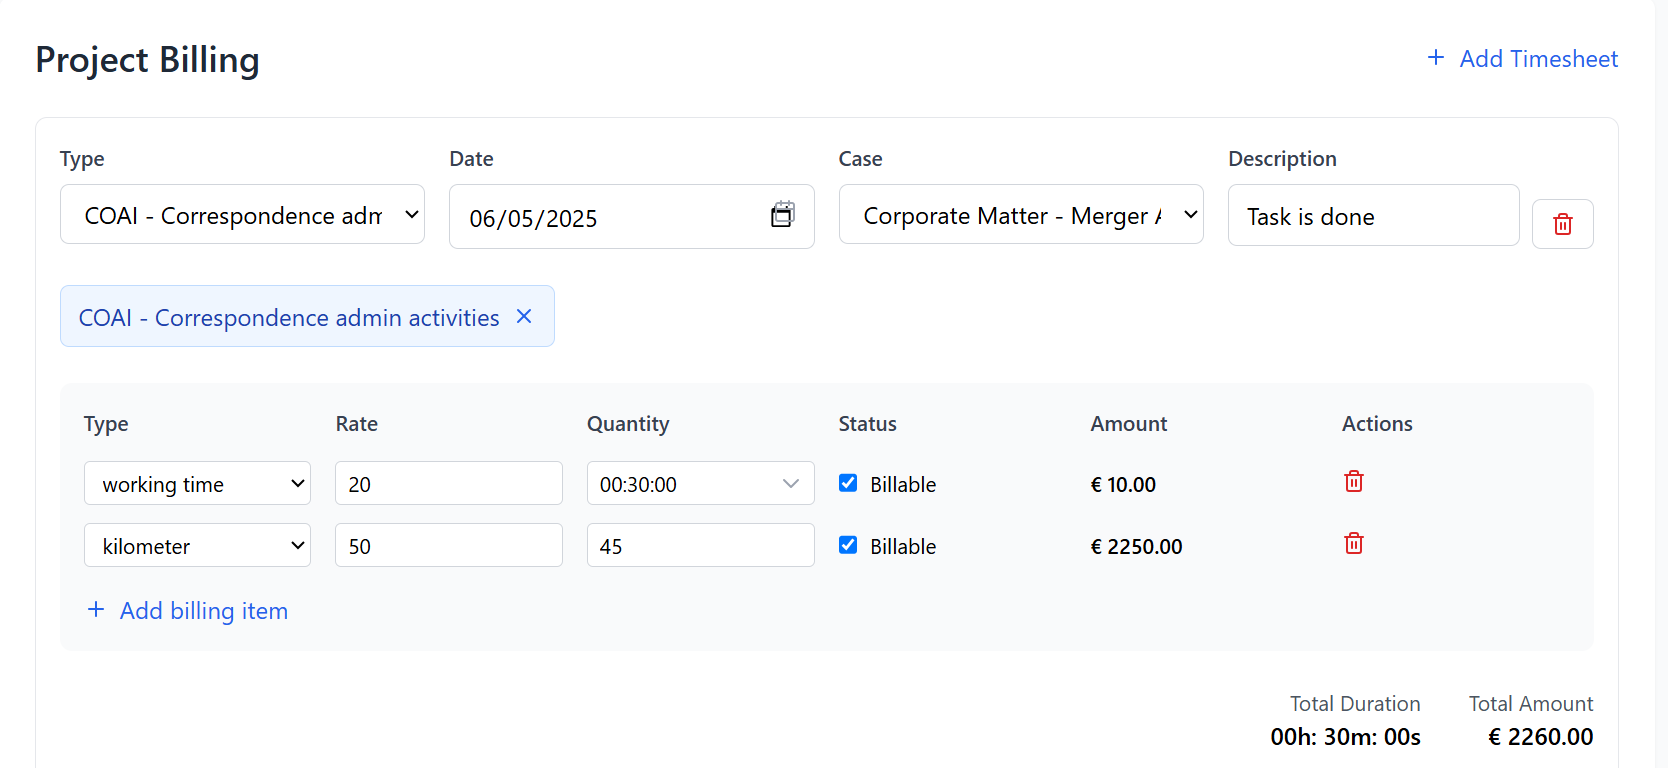 Project Billing
+ Add Timesheet
Type Date Case Description
COAI - Correspondence adm 06/05/2025 Corporate Matter - Merger A Task is done
COAI - Correspondence admin activities ×
Type Rate Quantity Status Amount Actions
working time 20 00:30:00 Billable € 10.00
kilometer 50 45 Billable € 2250.00
+ Add billing item
Total Duration Total Amount
00h: 30m: 00s € 2260.00